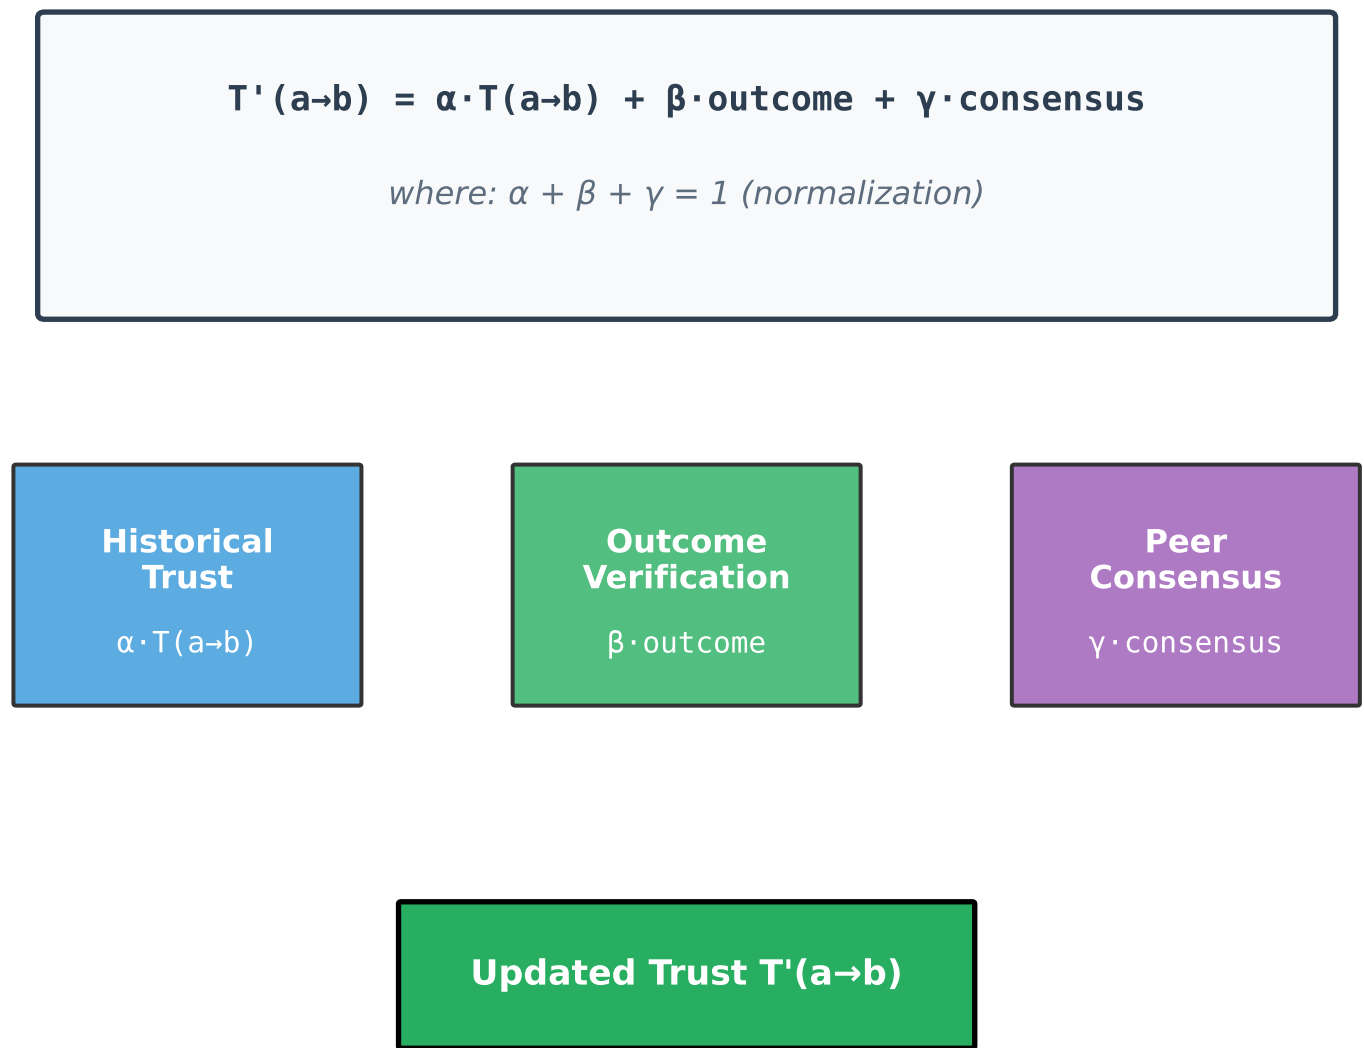 T'(a→b) = α·T(a→b) + β·outcome + γ·consensus
where: α + β + γ = 1 (normalization)
Historical
Trust
α·T(a→b)
Outcome
Verification
β·outcome
Peer
Consensus
γ·consensus
Updated Trust T'(a→b)